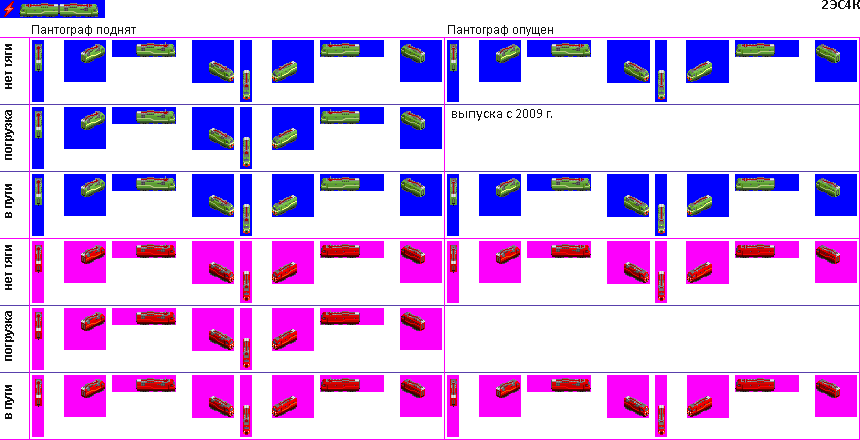 2ЭС4К
Пантограф поднят
Пантограф опущен
нет тяги
погрузка
выпуска с 2009 г.
в пути
нет тяги
погрузка
в пути